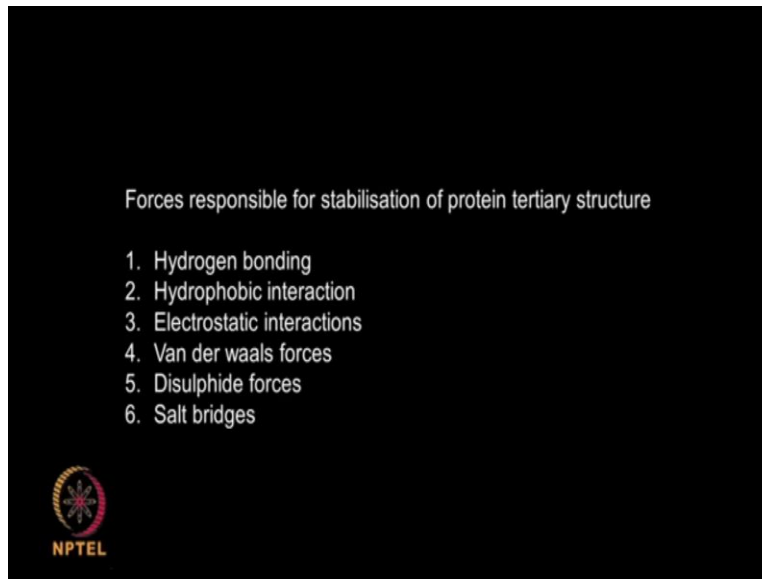 Forces responsible for stabilisation of protein tertiary structure
1. Hydrogen bonding
2. Hydrophobic interaction
3. Electrostatic interactions
4. Van der waals forces
5. Disulphide forces
6. Salt bridges
NPTEL